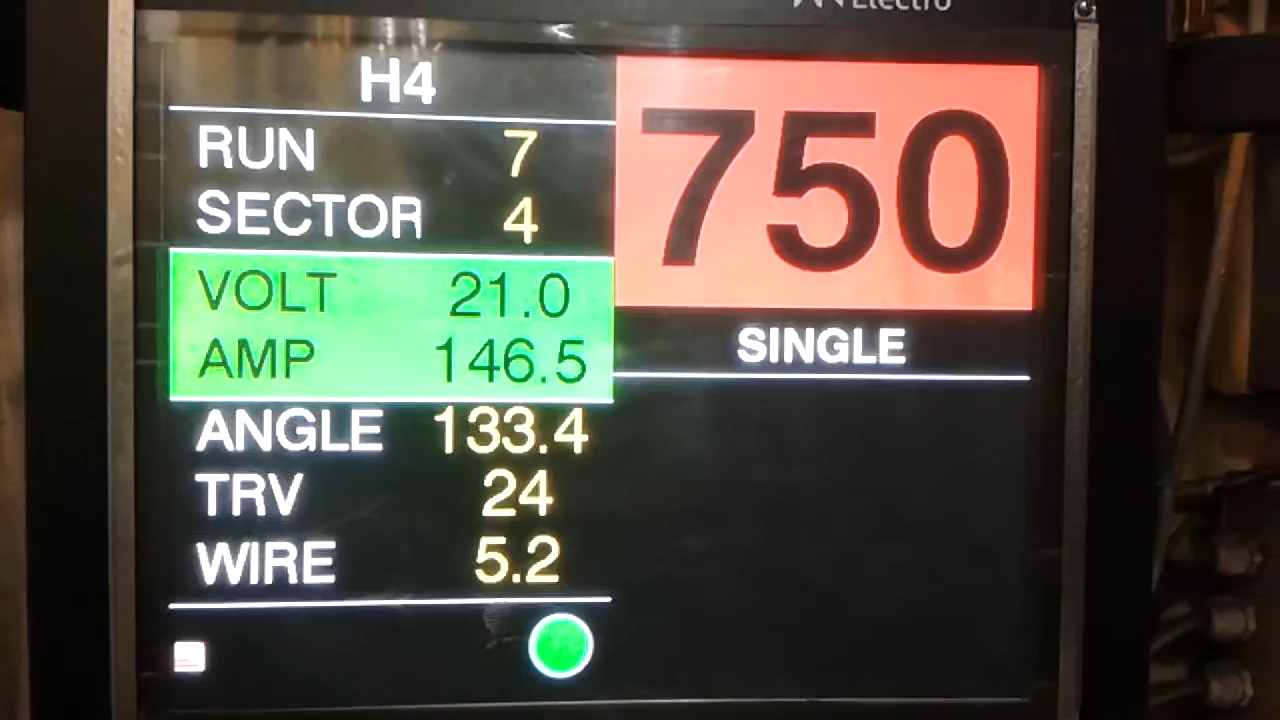 Electro
H4
RUN 7
SECTOR 4
VOLT 21.0
AMP 146.5
ANGLE 133.4
TRV 24
WIRE 5.2
750
SINGLE